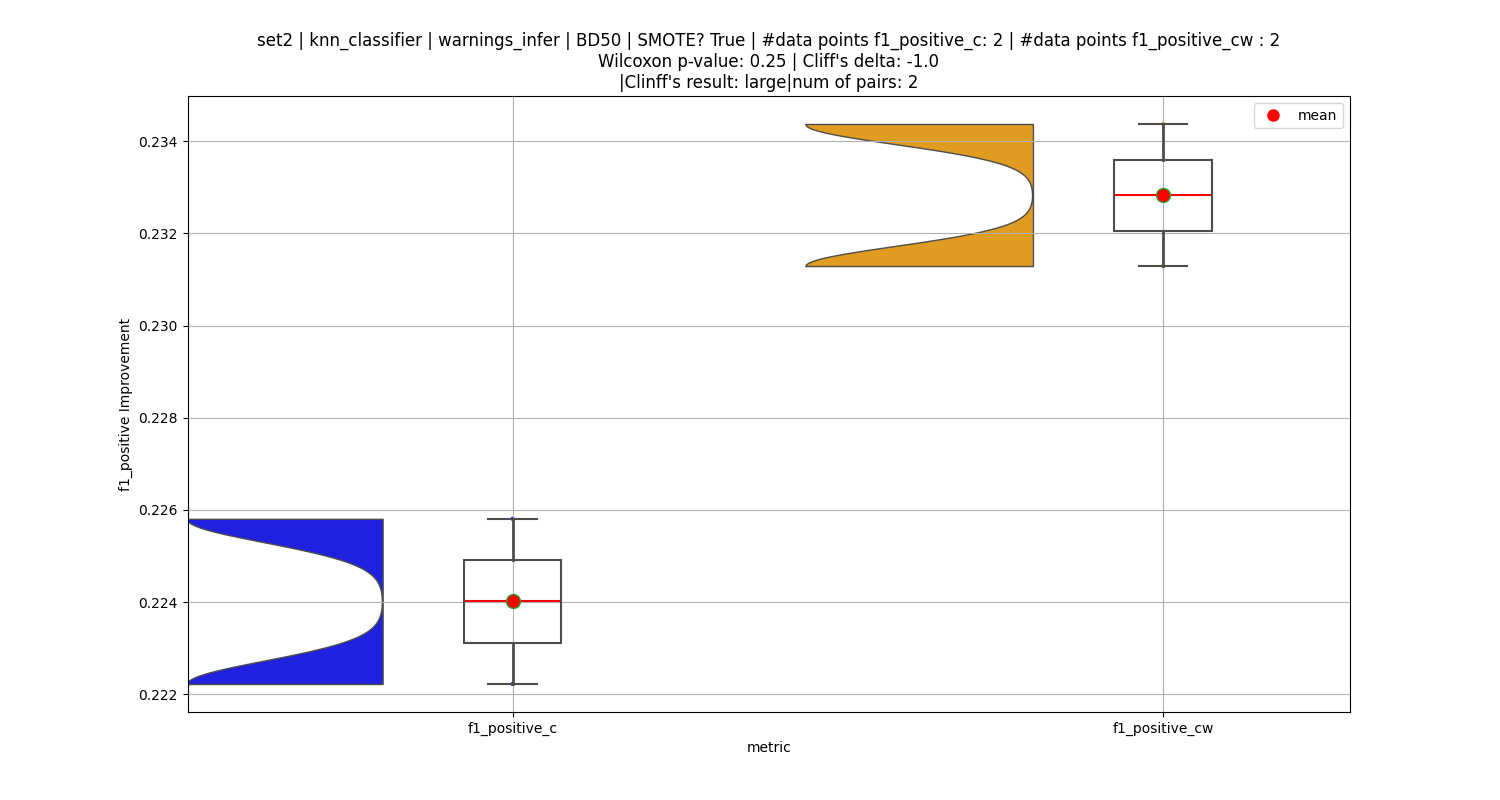 set2 | knn_classifier | warnings_infer | BD50 | SMOTE? True | #data points f1_positive_c: 2 | #data points f1_positive_cw : 2
Wilcoxon p-value: 0.25 | Cliff's delta: -1.0
|Clinff's result: large|num of pairs: 2
mean
0.234
0.232
0.230
0.228
0.226
0.224
0.222
f1_positive Improvement
f1_positive_c
f1_positive_cw
metric